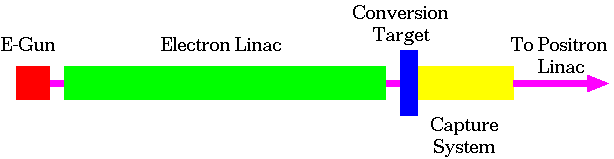 E-Gun
Electron Linac
Conversion
Target
To Positron
Linac
Capture
System